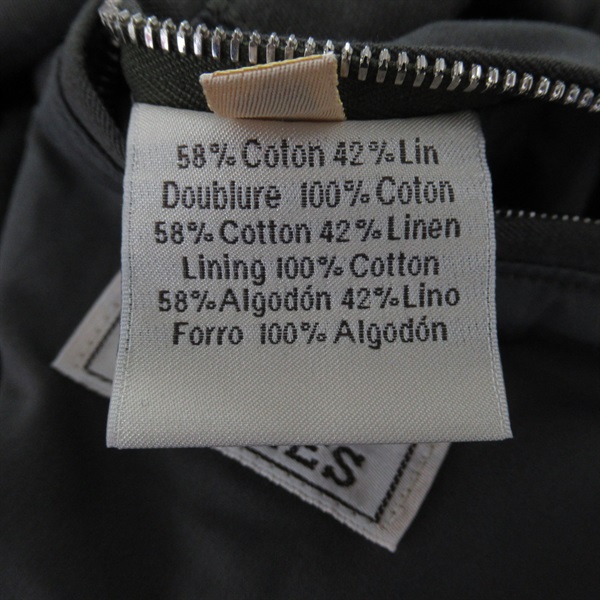 58% Coton 42% Lin
Doublure 100% Coton
58% Cotton 42% Linen
Lining 100% Cotton
58% Algodón 42% Lino
Forro 100% Algodón